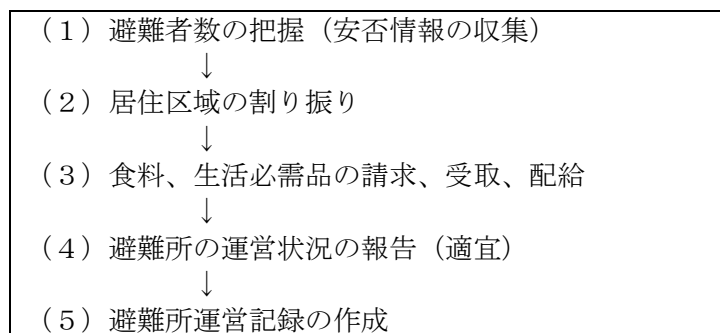 （１）避難者数の把握（安否情報の収集）
↓
（２）居住区域の割り振り
↓
（３）食料、生活必需品の請求、受取、配給
↓
（４）避難所の運営状況の報告（適宜）
↓
（５）避難所運営記録の作成